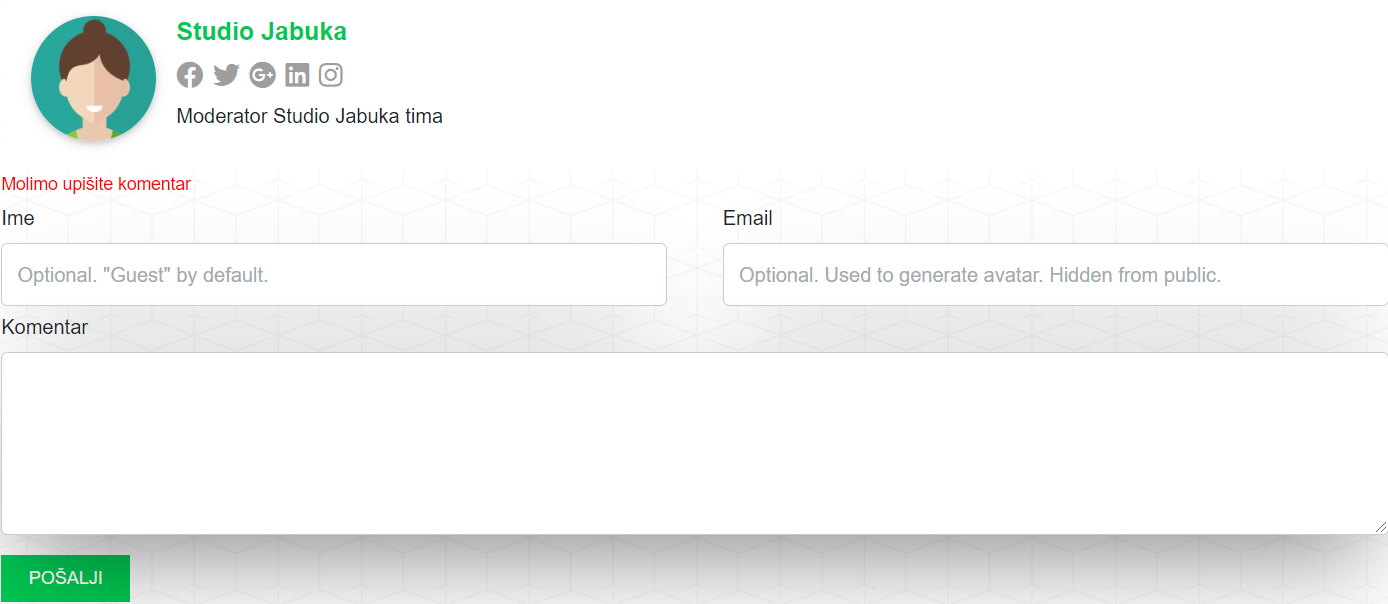 Studio Jabuka
Moderator Studio Jabuka tima
Molimo upišite komentar
Ime
Email
Optional. "Guest" by default.
Optional. Used to generate avatar. Hidden from public.
Komentar
POŠALJI